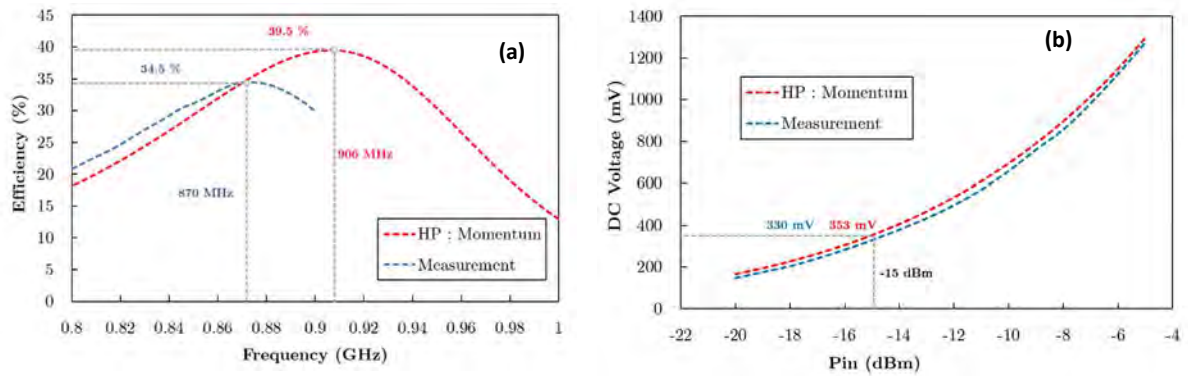 45
40
35
30
25
20
15
10
5
0
Efficiency (%)
39.5 %
(a)
34.5 %
906 MHz
870 MHz
HP : Momentum
Measurement
0.8 0.82 0.84 0.86 0.88 0.9 0.92 0.94 0.96 0.98 1
Frequency (GHz)
1400
1200
1000
800
600
400
200
0
DC Voltage (mV)
(b)
HP : Momentum
Measurement
330 mV 353 mV
-15 dBm
-22 -20 -18 -16 -14 -12 -10 -8 -6 -4
Pin (dBm)